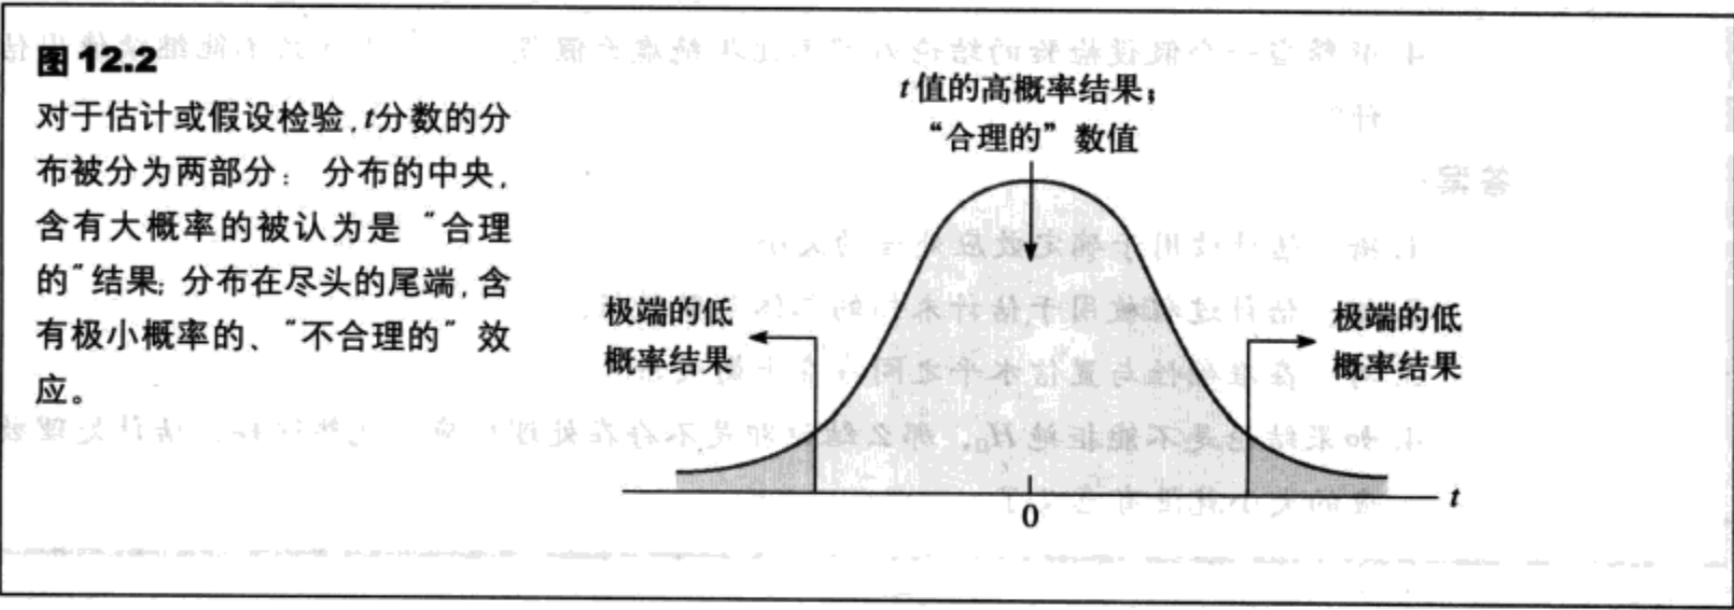 图 12.2
对于估计或假设检验,t分数的分
布被分为两部分: 分布的中央,
含有大概率的被认为是“合理
的”结果; 分布在尽头的尾端,含
有极小概率的、“不合理的”效
应。
t值的高概率结果;
“合理的”数值
极端的低
概率结果
极端的低
概率结果
0
t